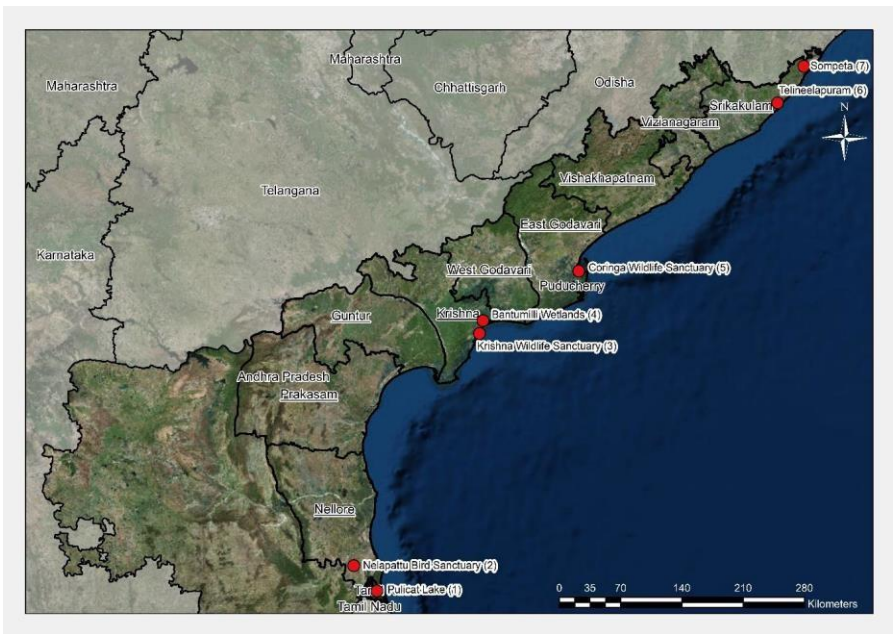 Maharashtra
Maharashtra
Chhattisgarh
Odisha
Sompeta (7)
Telineelapuram (6)
Srikakulam
N
Vizianagaram
Telangana
Vishakhapatnam
East Godavari
Karnataka
West Godavari
Coringa Wildlife Sanctuary (5)
Puducherry
Guntur
Krishna
Bantumilli Wetlands (4)
Krishna Wildlife Sanctuary (3)
Andhra Pradesh
Prakasam
Nellore
Nelapattu Bird Sanctuary (2)
Pulicat Lake (1)
Tamil Nadu
0 35 70 140 210 280
Kilometers